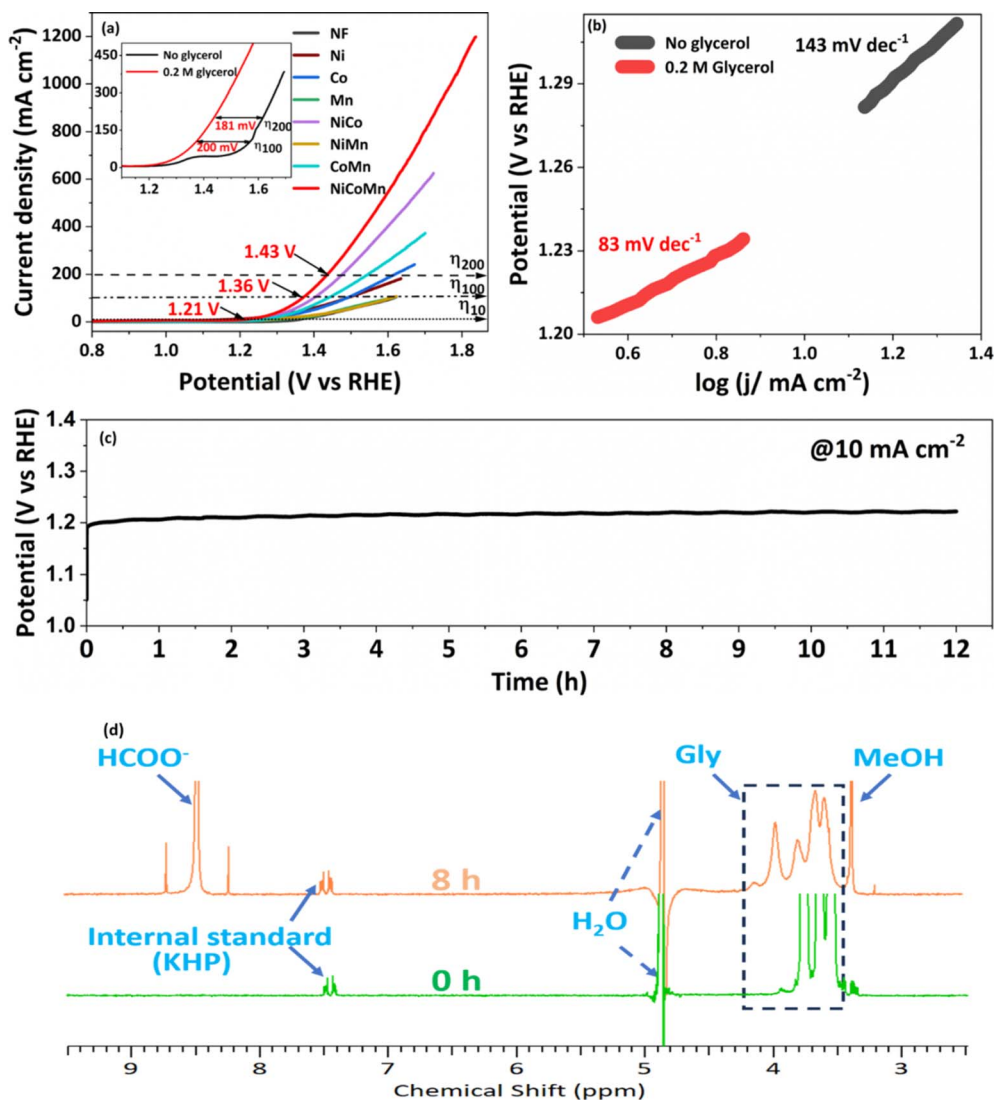 (a)
1200
1000
800
600
400
200
0
0.8 1.0 1.2 1.4 1.6 1.8
Current density (mA cm⁻²)
Potential (V vs RHE)
450
300
150
0
1.2 1.4 1.6
No glycerol
0.2 M glycerol
181 mV
200 mV
η₂₀₀
η₁₀₀
NF
Ni
Co
Mn
NiCo
NiMn
CoMn
NiCoMn
1.43 V
1.36 V
1.21 V
η₂₀₀
η₁₀₀
η₁₀
(b)
No glycerol
0.2 M Glycerol
143 mV dec⁻¹
83 mV dec⁻¹
1.29
1.26
1.23
1.20
0.6 0.8 1.0 1.2 1.4
Potential (V vs RHE)
log (j/ mA cm⁻²)
(c)
@10 mA cm⁻²
1.4
1.3
1.2
1.1
1.0
0 1 2 3 4 5 6 7 8 9 10 11 12
Potential (V vs RHE)
Time (h)
(d)
HCOO⁻
Gly
MeOH
8 h
H₂O
Internal standard
(KHP)
0 h
9 8 7 6 5 4 3
Chemical Shift (ppm)